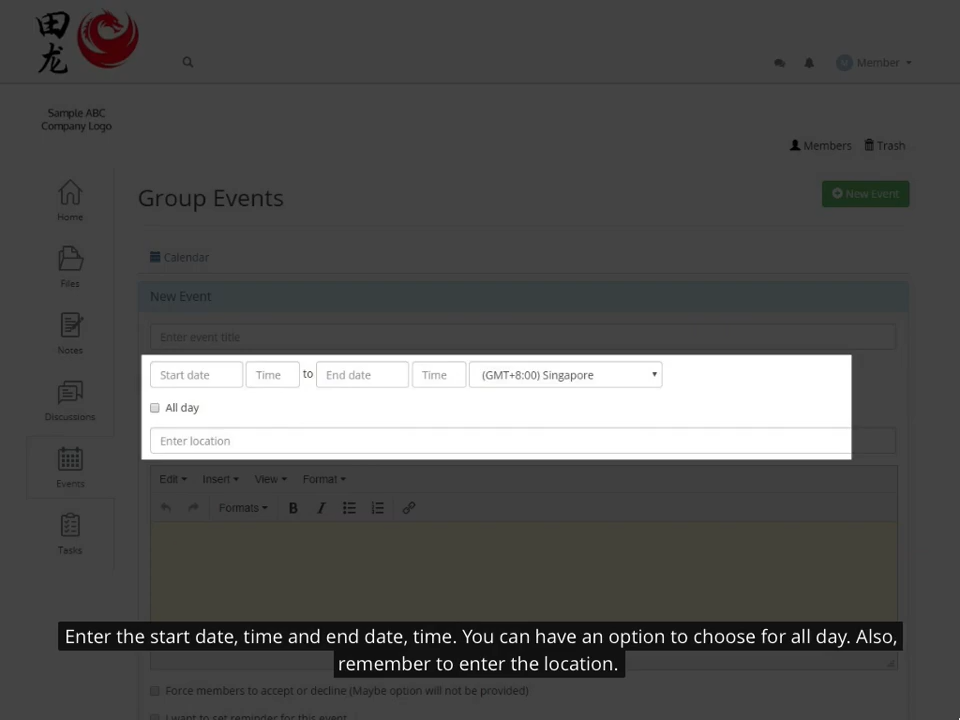 田
龙
Member
Sample ABC
Company Logo
Members Trash
Group Events
New Event
Home
Calendar
Files
New Event
Enter event title
Notes
Start date Time to End date Time (GMT+8:00) Singapore
All day
Discussions
Enter location
Events
Edit Insert View Format
Formats B I
Tasks
Enter the start date, time and end date, time. You can have an option to choose for all day. Also,
remember to enter the location.
Force members to accept or decline (Maybe option will not be provided)
I want to set reminder for this event